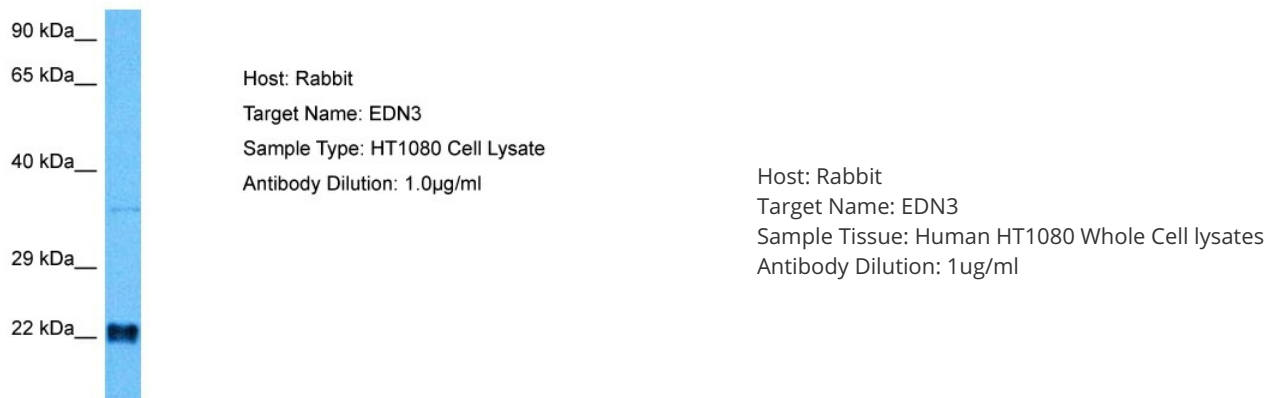 90 kDa__
65 kDa__
40 kDa__
29 kDa__
22 kDa__
Host: Rabbit
Target Name: EDN3
Sample Type: HT1080 Cell Lysate
Antibody Dilution: 1.0µg/ml
Host: Rabbit
Target Name: EDN3
Sample Tissue: Human HT1080 Whole Cell lysates
Antibody Dilution: 1ug/ml